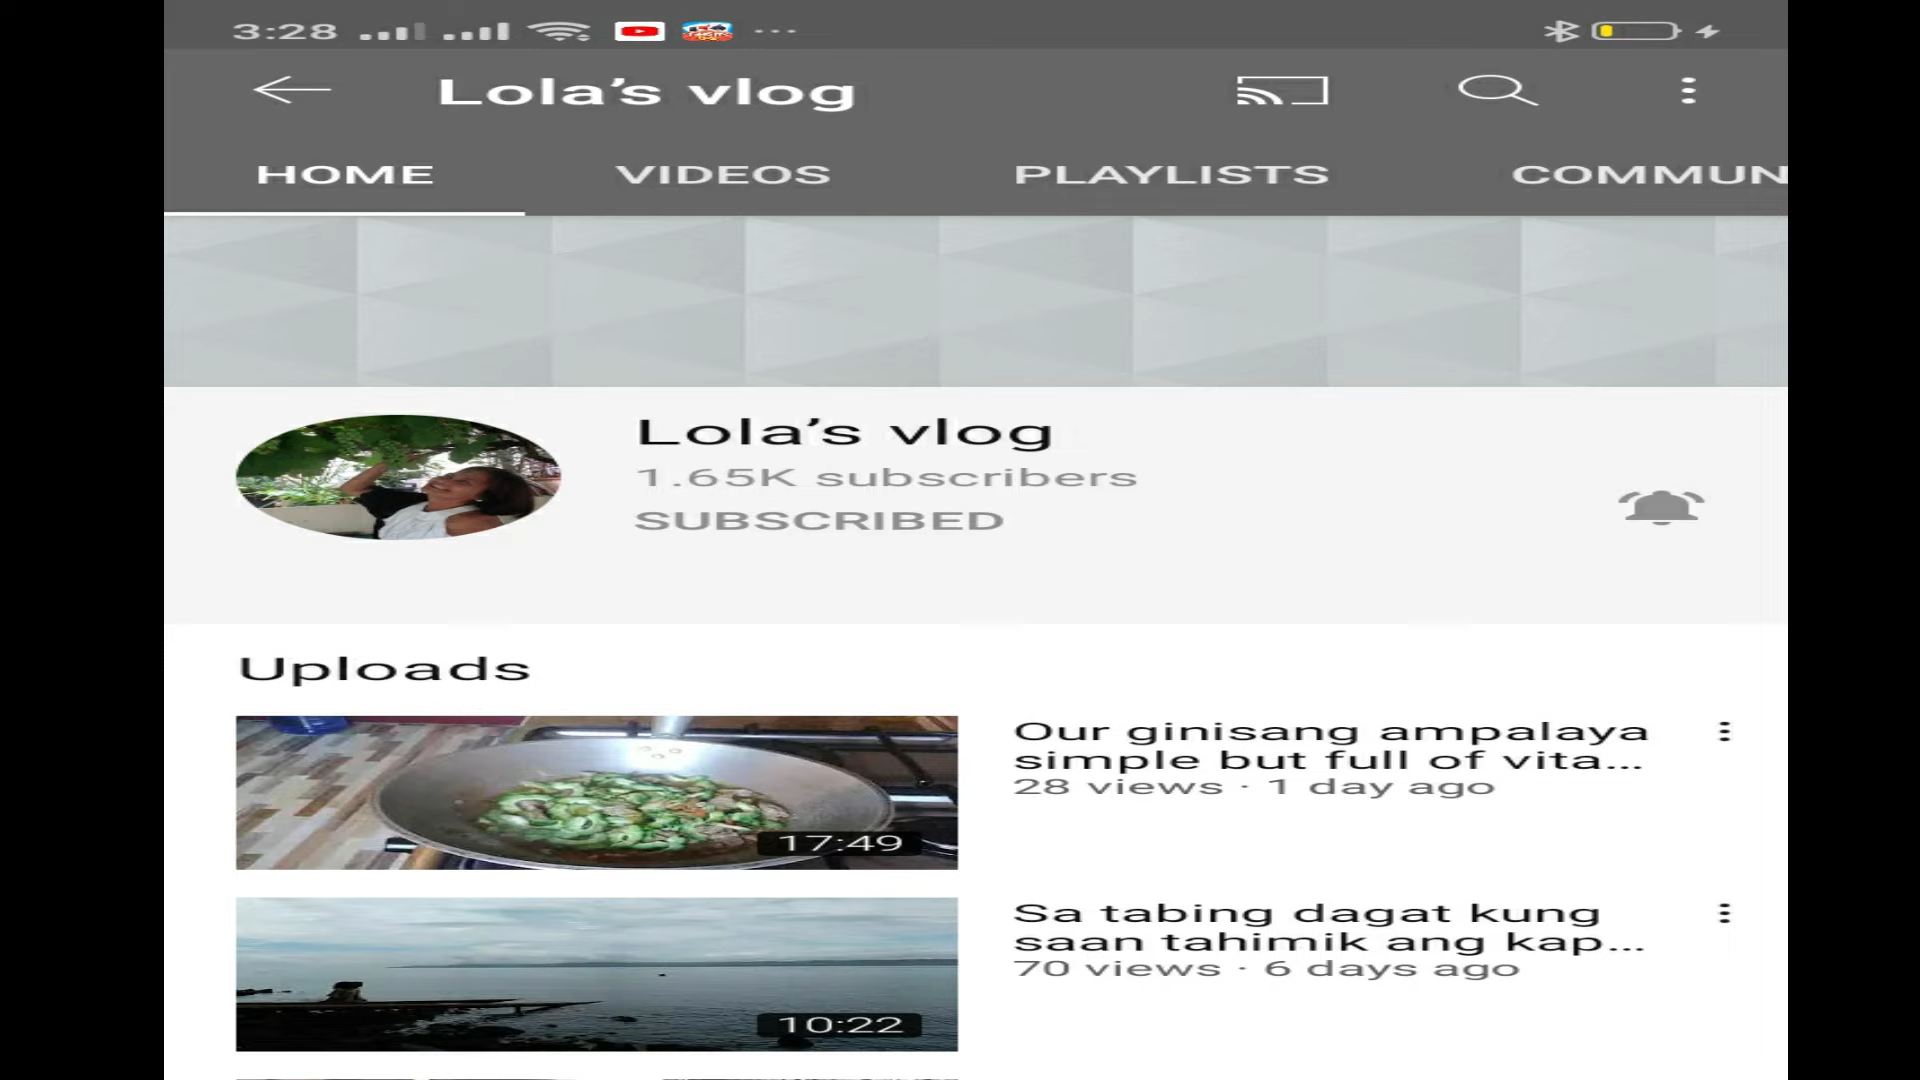 3:28
Lola's vlog
HOME VIDEOS PLAYLISTS COMMUN
Lola's vlog
1.65K subscribers
SUBSCRIBED
Uploads
Our ginisang ampalaya
simple but full of vita...
28 views · 1 day ago
17:49
Sa tabing dagat kung
saan tahimik ang kap...
70 views · 6 days ago
10:22